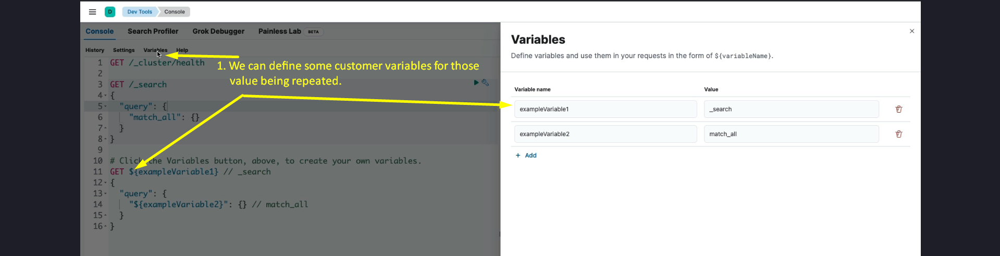 D Dev Tools Console
Console Search Profiler Grok Debugger Painless Lab BETA
History Settings Variables Help
1 GET /_cluster/health
2
3 GET /_search
4 {
5 "query": {
6 "match_all": {}
7 }
8 }
9
10 # Click the Variables button, above, to create your own variables.
11 GET ${exampleVariable1} // _search
12 {
13 "query": {
14 "${exampleVariable2}": {} // match_all
15 }
16 }
1. We can define some customer variables for those
value being repeated.
Variables
Define variables and use them in your requests in the form of ${variableName}.
Variable name Value
exampleVariable1 _search
exampleVariable2 match_all
+ Add